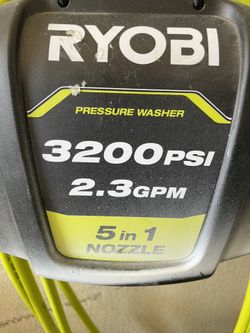 RYOBI
PRESSURE WASHER
3200PSI
2.3GPM
5 in 1
NOZZLE